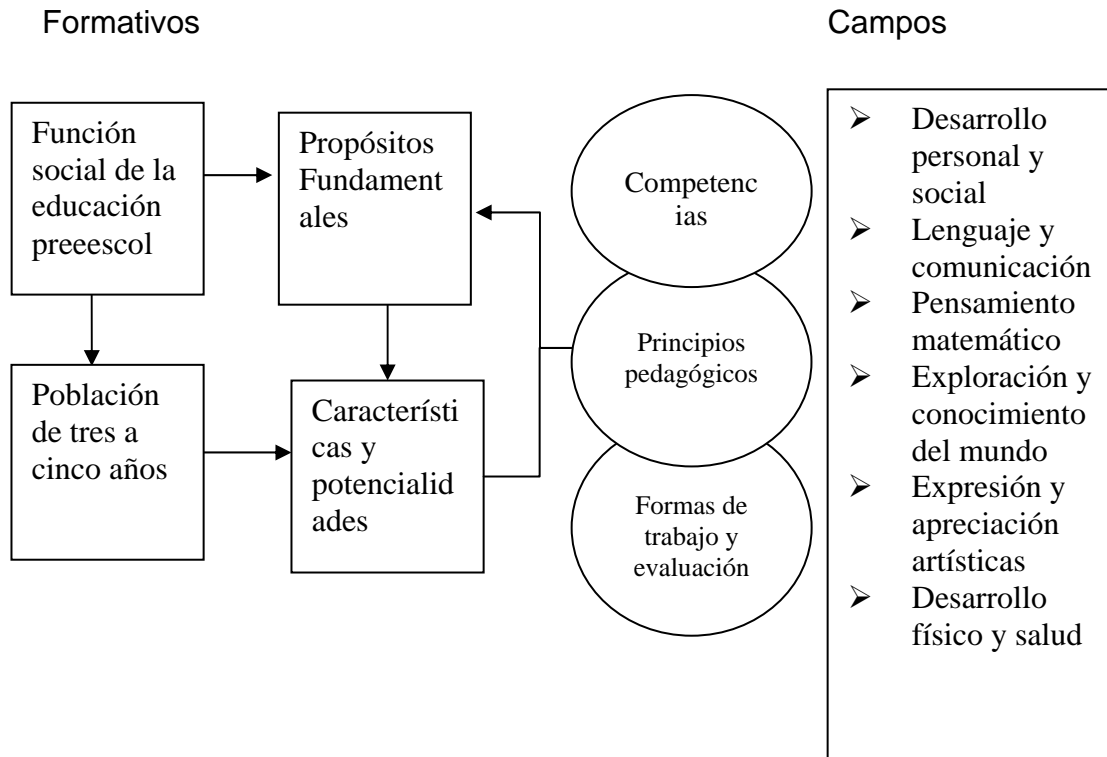 Formativos
Campos
Función
social de la
educación
preeescol
Propósitos
Fundament
ales
Población
de tres a
cinco años
Característi
cas y
potencialid
ades
Competenc
ias
Principios
pedagógicos
Formas de
trabajo y
evaluación
➢ Desarrollo
personal y
social
➢ Lenguaje y
comunicación
➢ Pensamiento
matemático
➢ Exploración y
conocimiento
del mundo
➢ Expresión y
apreciación
artísticas
➢ Desarrollo
físico y salud